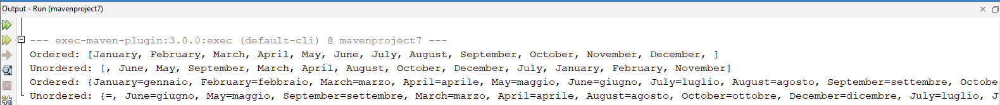 Output - Run (mavenproject7)
--- exec-maven-plugin:3.0.0:exec (default-cli) @ mavenproject7 ---
Ordered: [January, February, March, April, May, June, July, August, September, October, November, December, ]
Unordered: [, June, May, September, March, April, August, October, December, July, January, February, November]
Ordered: {January=gennaio, February=febbraio, March=marzo, April=aprile, May=maggio, June=giugno, July=luglio, August=agosto, September=settembre, Octobe
Unordered: {=, June=giugno, May=maggio, September=settembre, March=marzo, April=aprile, August=agosto, October=ottobre, December=dicembre, July=luglio, J